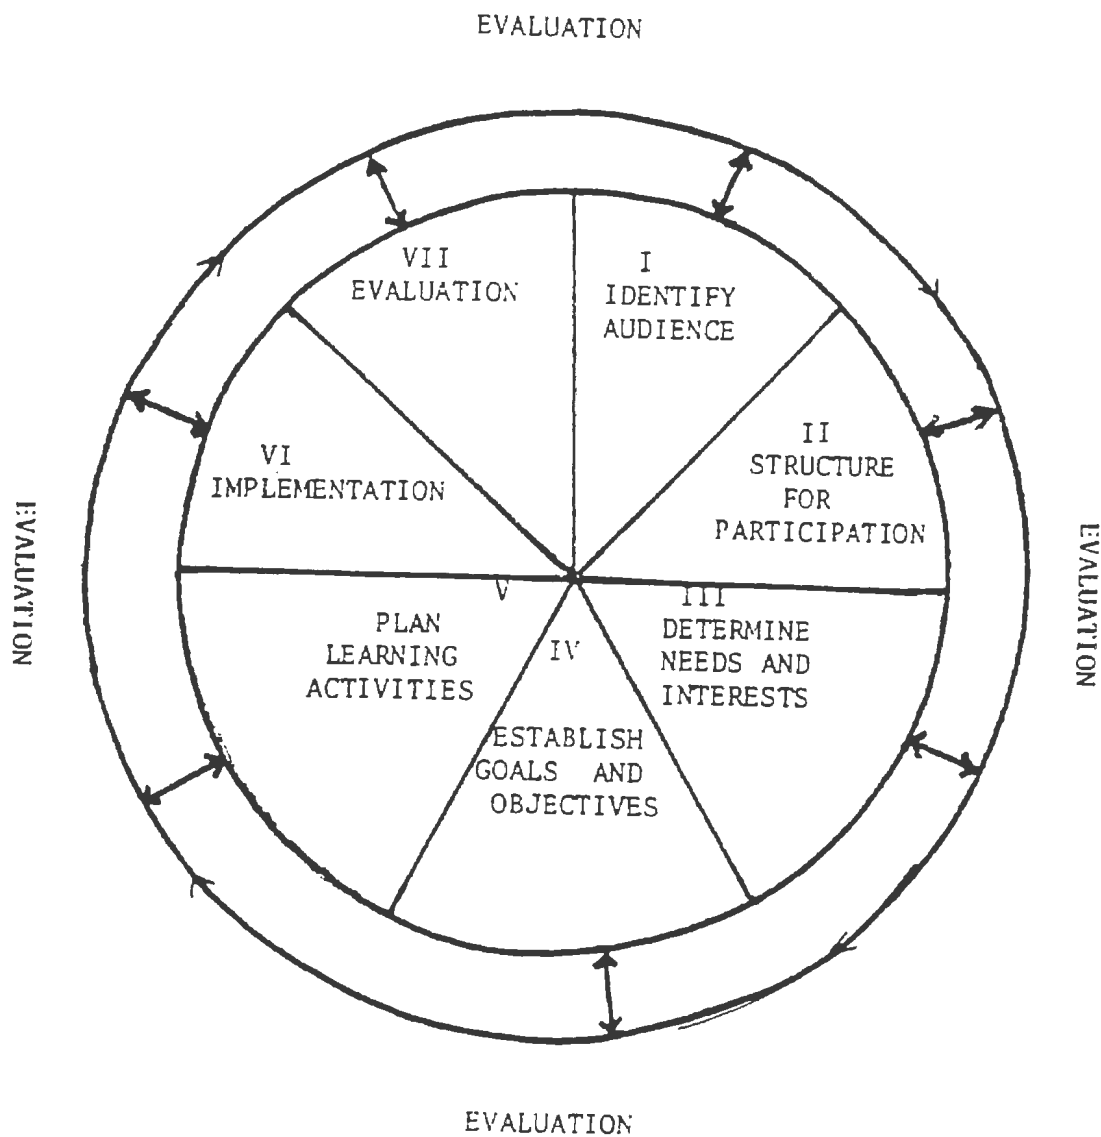 EVALUATION
VII
EVALUATION
I
IDENTIFY
AUDIENCE
II
STRUCTURE
FOR
PARTICIPATION
III
DETERMINE
NEEDS AND
INTERESTS
IV
ESTABLISH
GOALS AND
OBJECTIVES
V
PLAN
LEARNING
ACTIVITIES
VI
IMPLEMENTATION
EVALUATION
EVALUATION
EVALUATION